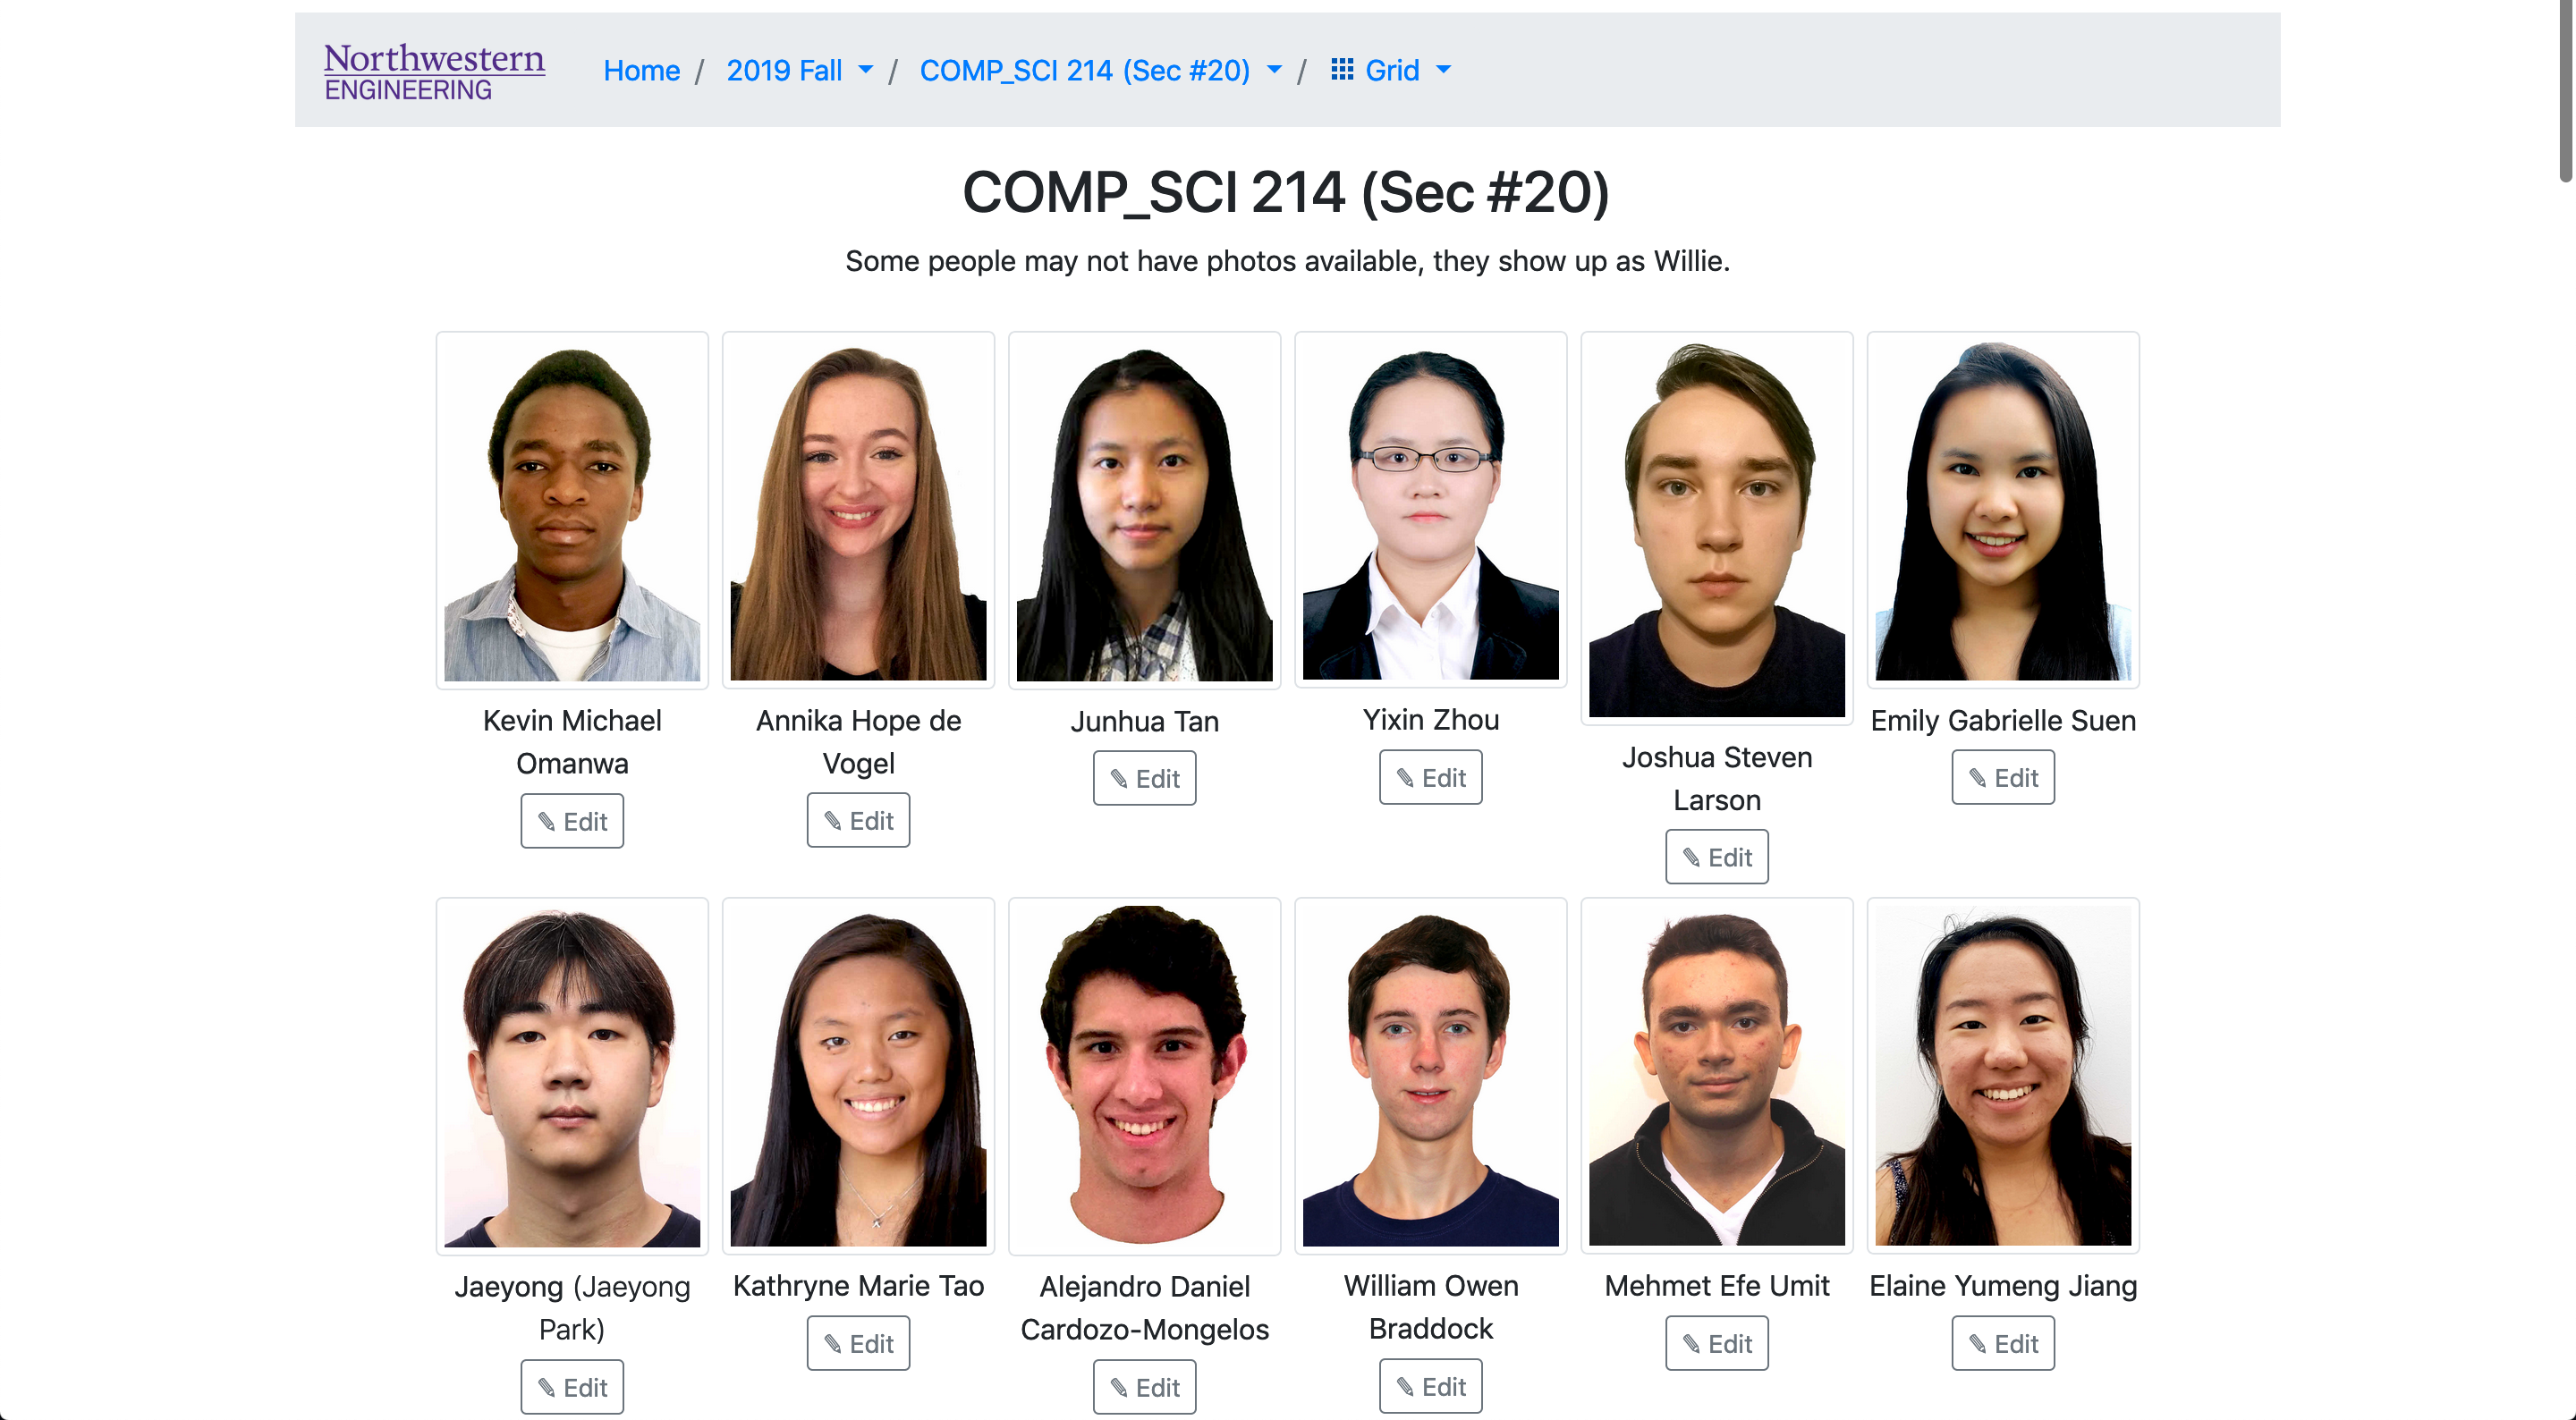 Northwestern
ENGINEERING
Home / 2019 Fall / COMP_SCI 214 (Sec #20) / Grid
COMP_SCI 214 (Sec #20)
Some people may not have photos available, they show up as Willie.
Kevin Michael
Omanwa
Edit
Annika Hope de
Vogel
Edit
Junhua Tan
Edit
Yixin Zhou
Edit
Joshua Steven
Larson
Edit
Emily Gabrielle Suen
Edit
Jaeyong (Jaeyong
Park)
Edit
Kathryne Marie Tao
Edit
Alejandro Daniel
Cardozo-Mongelos
Edit
William Owen
Braddock
Edit
Mehmet Efe Umit
Edit
Elaine Yumeng Jiang
Edit